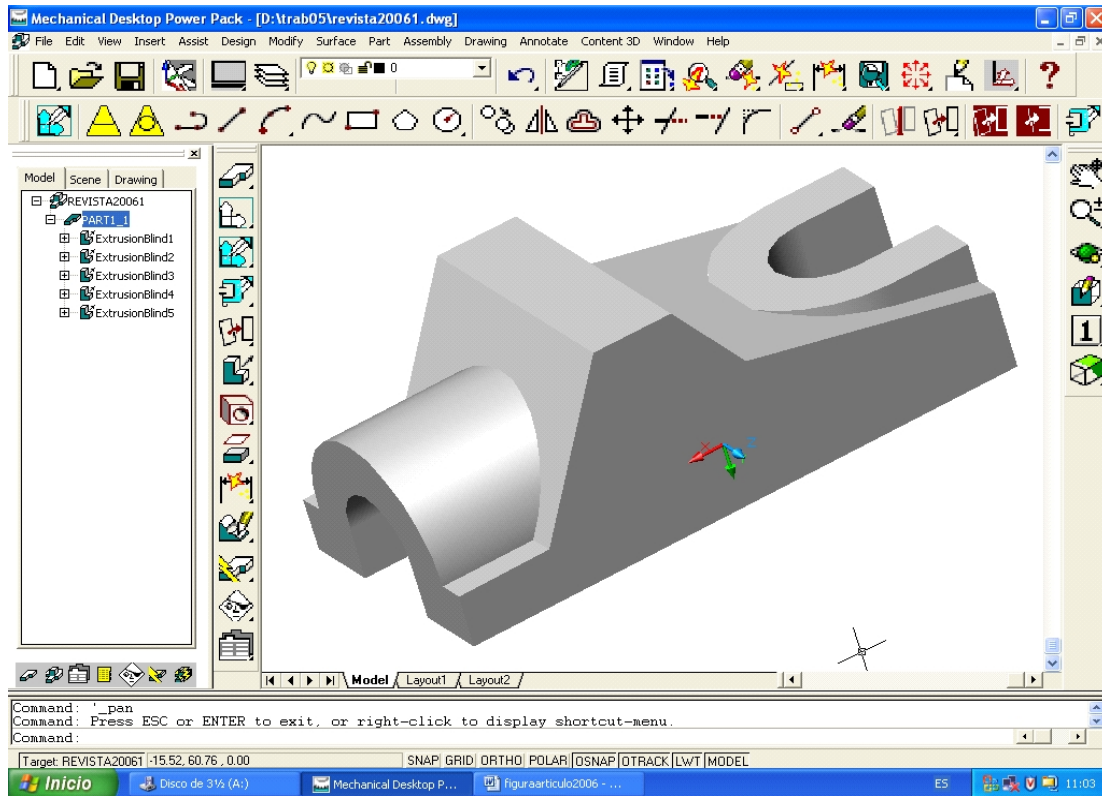 Mechanical Desktop Power Pack - [D:\trab05\revista20061.dwg]
File Edit View Insert Assist Design Modify Surface Part Assembly Drawing Annotate Content 3D Window Help
0
Model Scene Drawing
REVISTA20061
PART1_1
ExtrusionBlind1
ExtrusionBlind2
ExtrusionBlind3
ExtrusionBlind4
ExtrusionBlind5
1
X
Model Layout1 Layout2
Command: '_pan
Command: Press ESC or ENTER to exit, or right-click to display shortcut-menu.
Command:
Target: REVISTA20061 -15.52, 60.76 , 0.00 SNAP GRID ORTHO POLAR OSNAP OTRACK LWT MODEL
Inicio Disco de 3½ (A:) Mechanical Desktop P... figuraarticulo2006 - ... ES 11:03